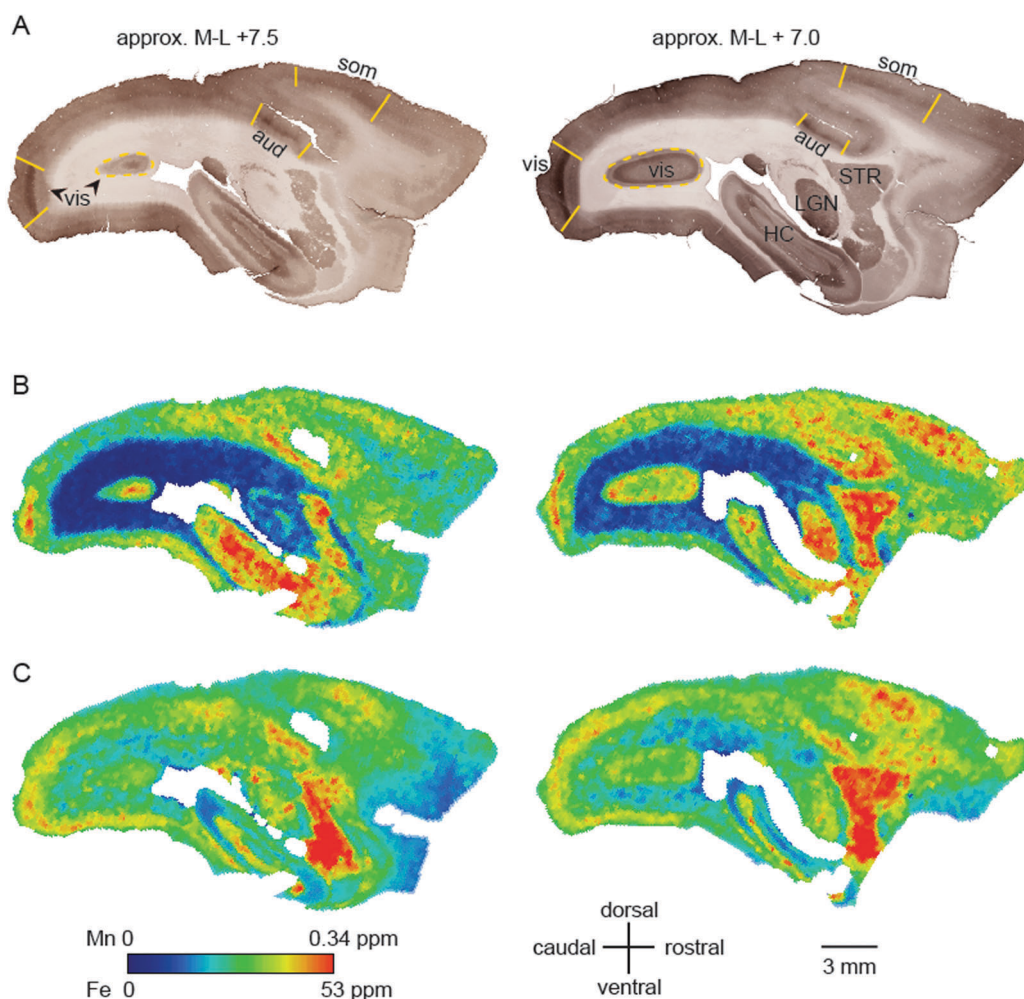 A
approx. M-L +7.5
approx. M-L + 7.0
som
som
aud
aud
vis
vis
vis
STR
LGN
HC
B
C
Mn 0
0.34 ppm
Fe 0
53 ppm
dorsal
caudal
rostral
ventral
3 mm